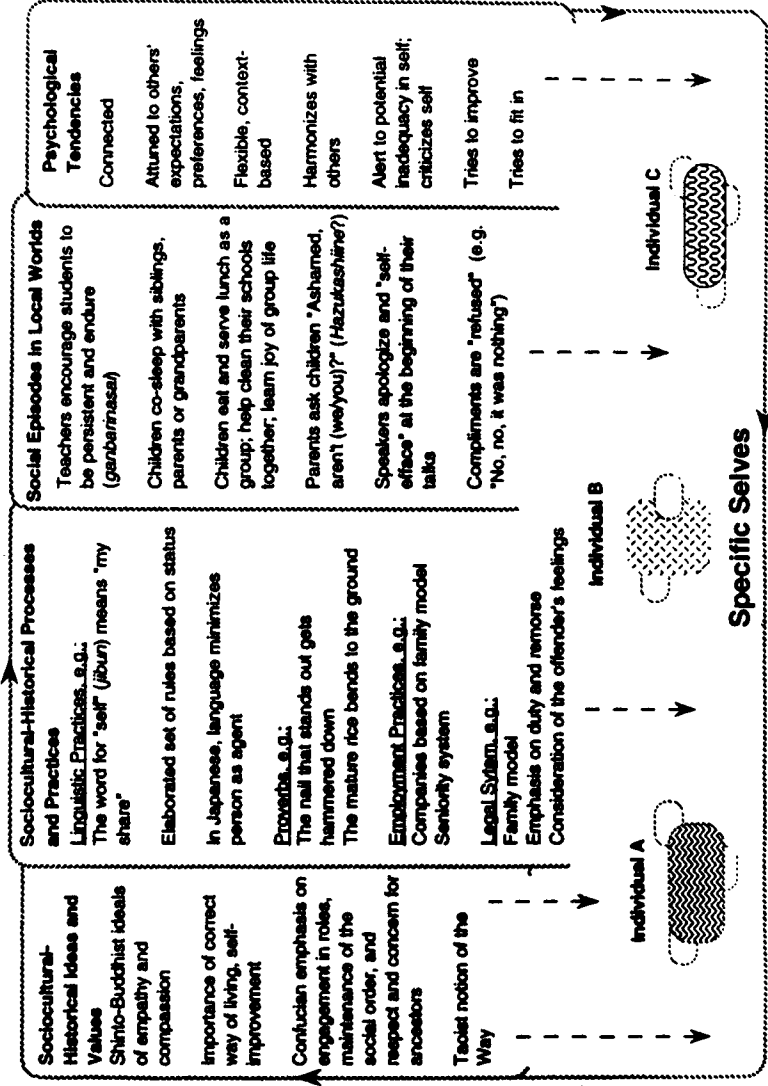 Sociocultural-
Historical Ideas and
Values
Shinto-Buddhist ideals
of empathy and
compassion
Importance of correct
way of living, self-
improvement
Confucian emphasis on
engagement in roles,
maintenance of the
social order, and
respect and concern for
ancestors
Taoist notion of the
Way
Sociocultural-Historical Processes
and Practices
Linguistic Practices, e.g.:
The word for "self" (jibun) means "my
share"
Elaborated set of rules based on status
In Japanese, language minimizes
person as agent
Proverbs, e.g.:
The nail that stands out gets
hammered down
The mature rice bends to the ground
Employment Practices, e.g.:
Companies based on family model
Seniority system
Legal Sytem, e.g.:
Family model
Emphasis on duty and remorse
Consideration of the offender's feelings
Social Episodes in Local Worlds
Teachers encourage students to
be persistent and endure
(ganbarinasai)
Children co-sleep with siblings,
parents or grandparents
Children eat and serve lunch as a
group; help clean their schools
together; learn joy of group life
Parents ask children "Ashamed,
aren't (we/you)?" (Hazukashiine?)
Speakers apologize and "self-
efface" at the beginning of their
talks
Compliments are "refused" (e.g.
"No, no, it was nothing")
Psychological
Tendencies
Connected
Attuned to others'
expectations,
preferences, feelings
Flexible, context-
based
Harmonizes with
others
Alert to potential
inadequacy in self;
criticizes self
Tries to improve
Tries to fit in
Individual A
Individual B
Individual C
Specific Selves